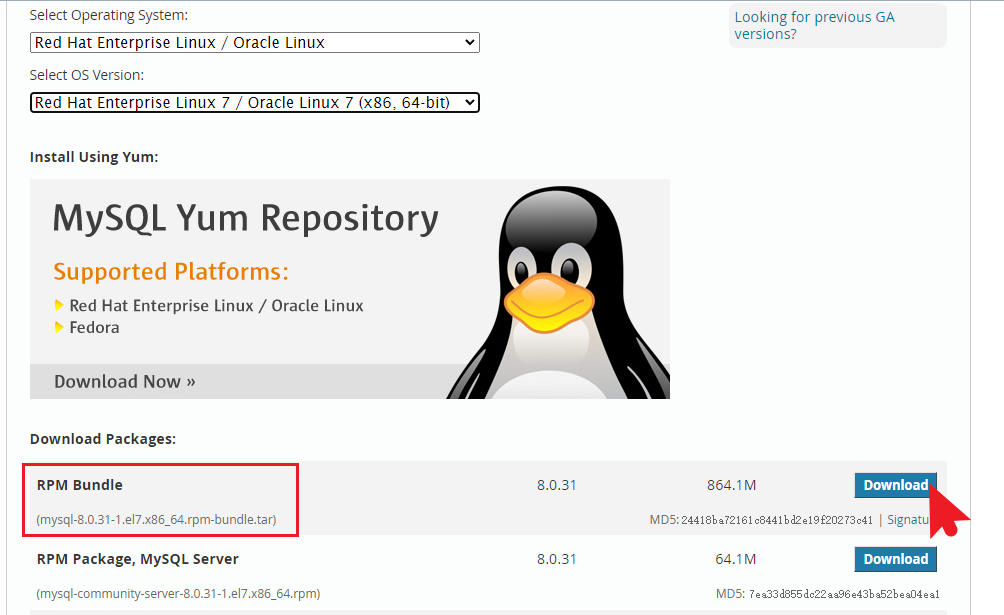 Select Operating System:
Looking for previous GA
versions?
Red Hat Enterprise Linux / Oracle Linux
Select OS Version:
Red Hat Enterprise Linux 7 / Oracle Linux 7 (x86, 64-bit)
Install Using Yum:
MySQL Yum Repository
Supported Platforms:
Red Hat Enterprise Linux / Oracle Linux
Fedora
Download Now »
Download Packages:
RPM Bundle 8.0.31 864.1M Download
(mysql-8.0.31-1.el7.x86_64.rpm-bundle.tar) MD5: 24418ba72161c8441bd2e19f20273c41 | Signatu
RPM Package, MySQL Server 8.0.31 64.1M Download
(mysql-community-server-8.0.31-1.el7.x86_64.rpm) MD5: 7ea33d855dc22aa96e43ba52bea04ea1